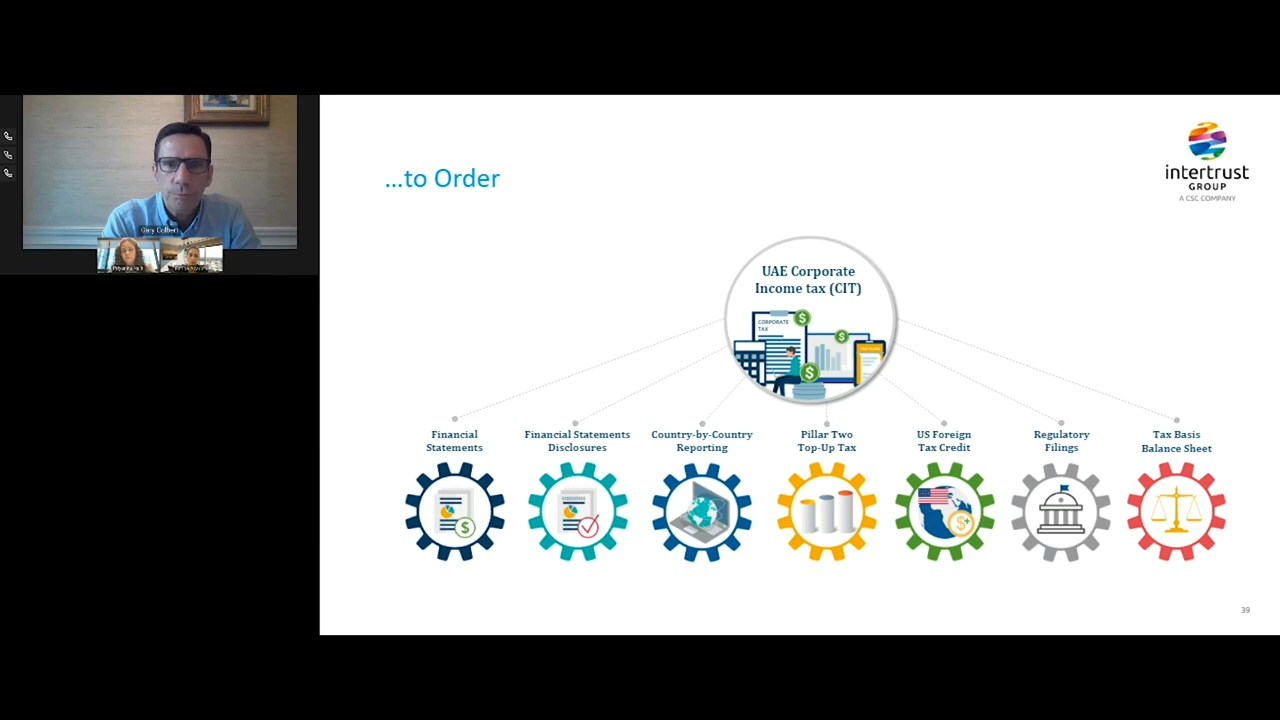 ...to Order
intertrust
GROUP
A CSC COMPANY
Gary Colbert
UAE Corporate
Income tax (CIT)
CORPORATE
TAX
Financial
Statements
Financial Statements
Disclosures
Country-by-Country
Reporting
Pillar Two
Top-Up Tax
US Foreign
Tax Credit
Regulatory
Filings
Tax Basis
Balance Sheet
39